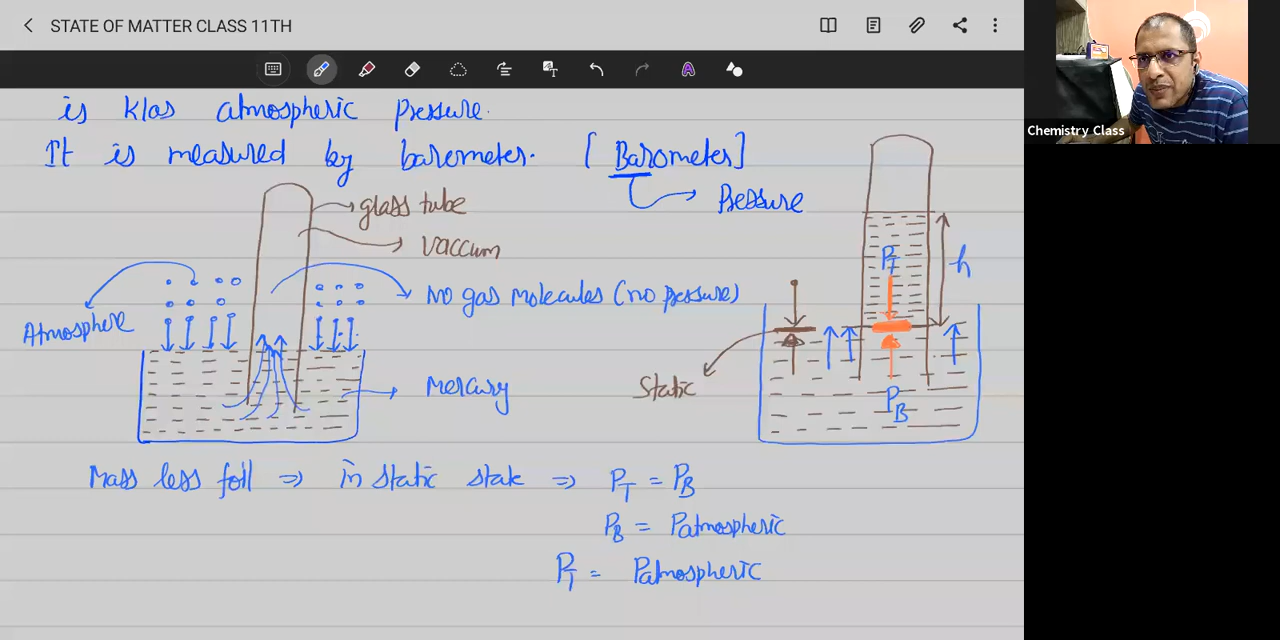 STATE OF MATTER CLASS 11TH
Chemistry Class
is k/as atmospheric pressure.
It is measured by barometer. [Barometer]
Pressure
glass tube
vaccum
PT
h
No gas molecules (no pressure)
Atmosphere
Static
Mercury
PB
Mass less foil ⇒ in static state ⇒ PT = PB
PB = Patmospheric
PT = Patmospheric